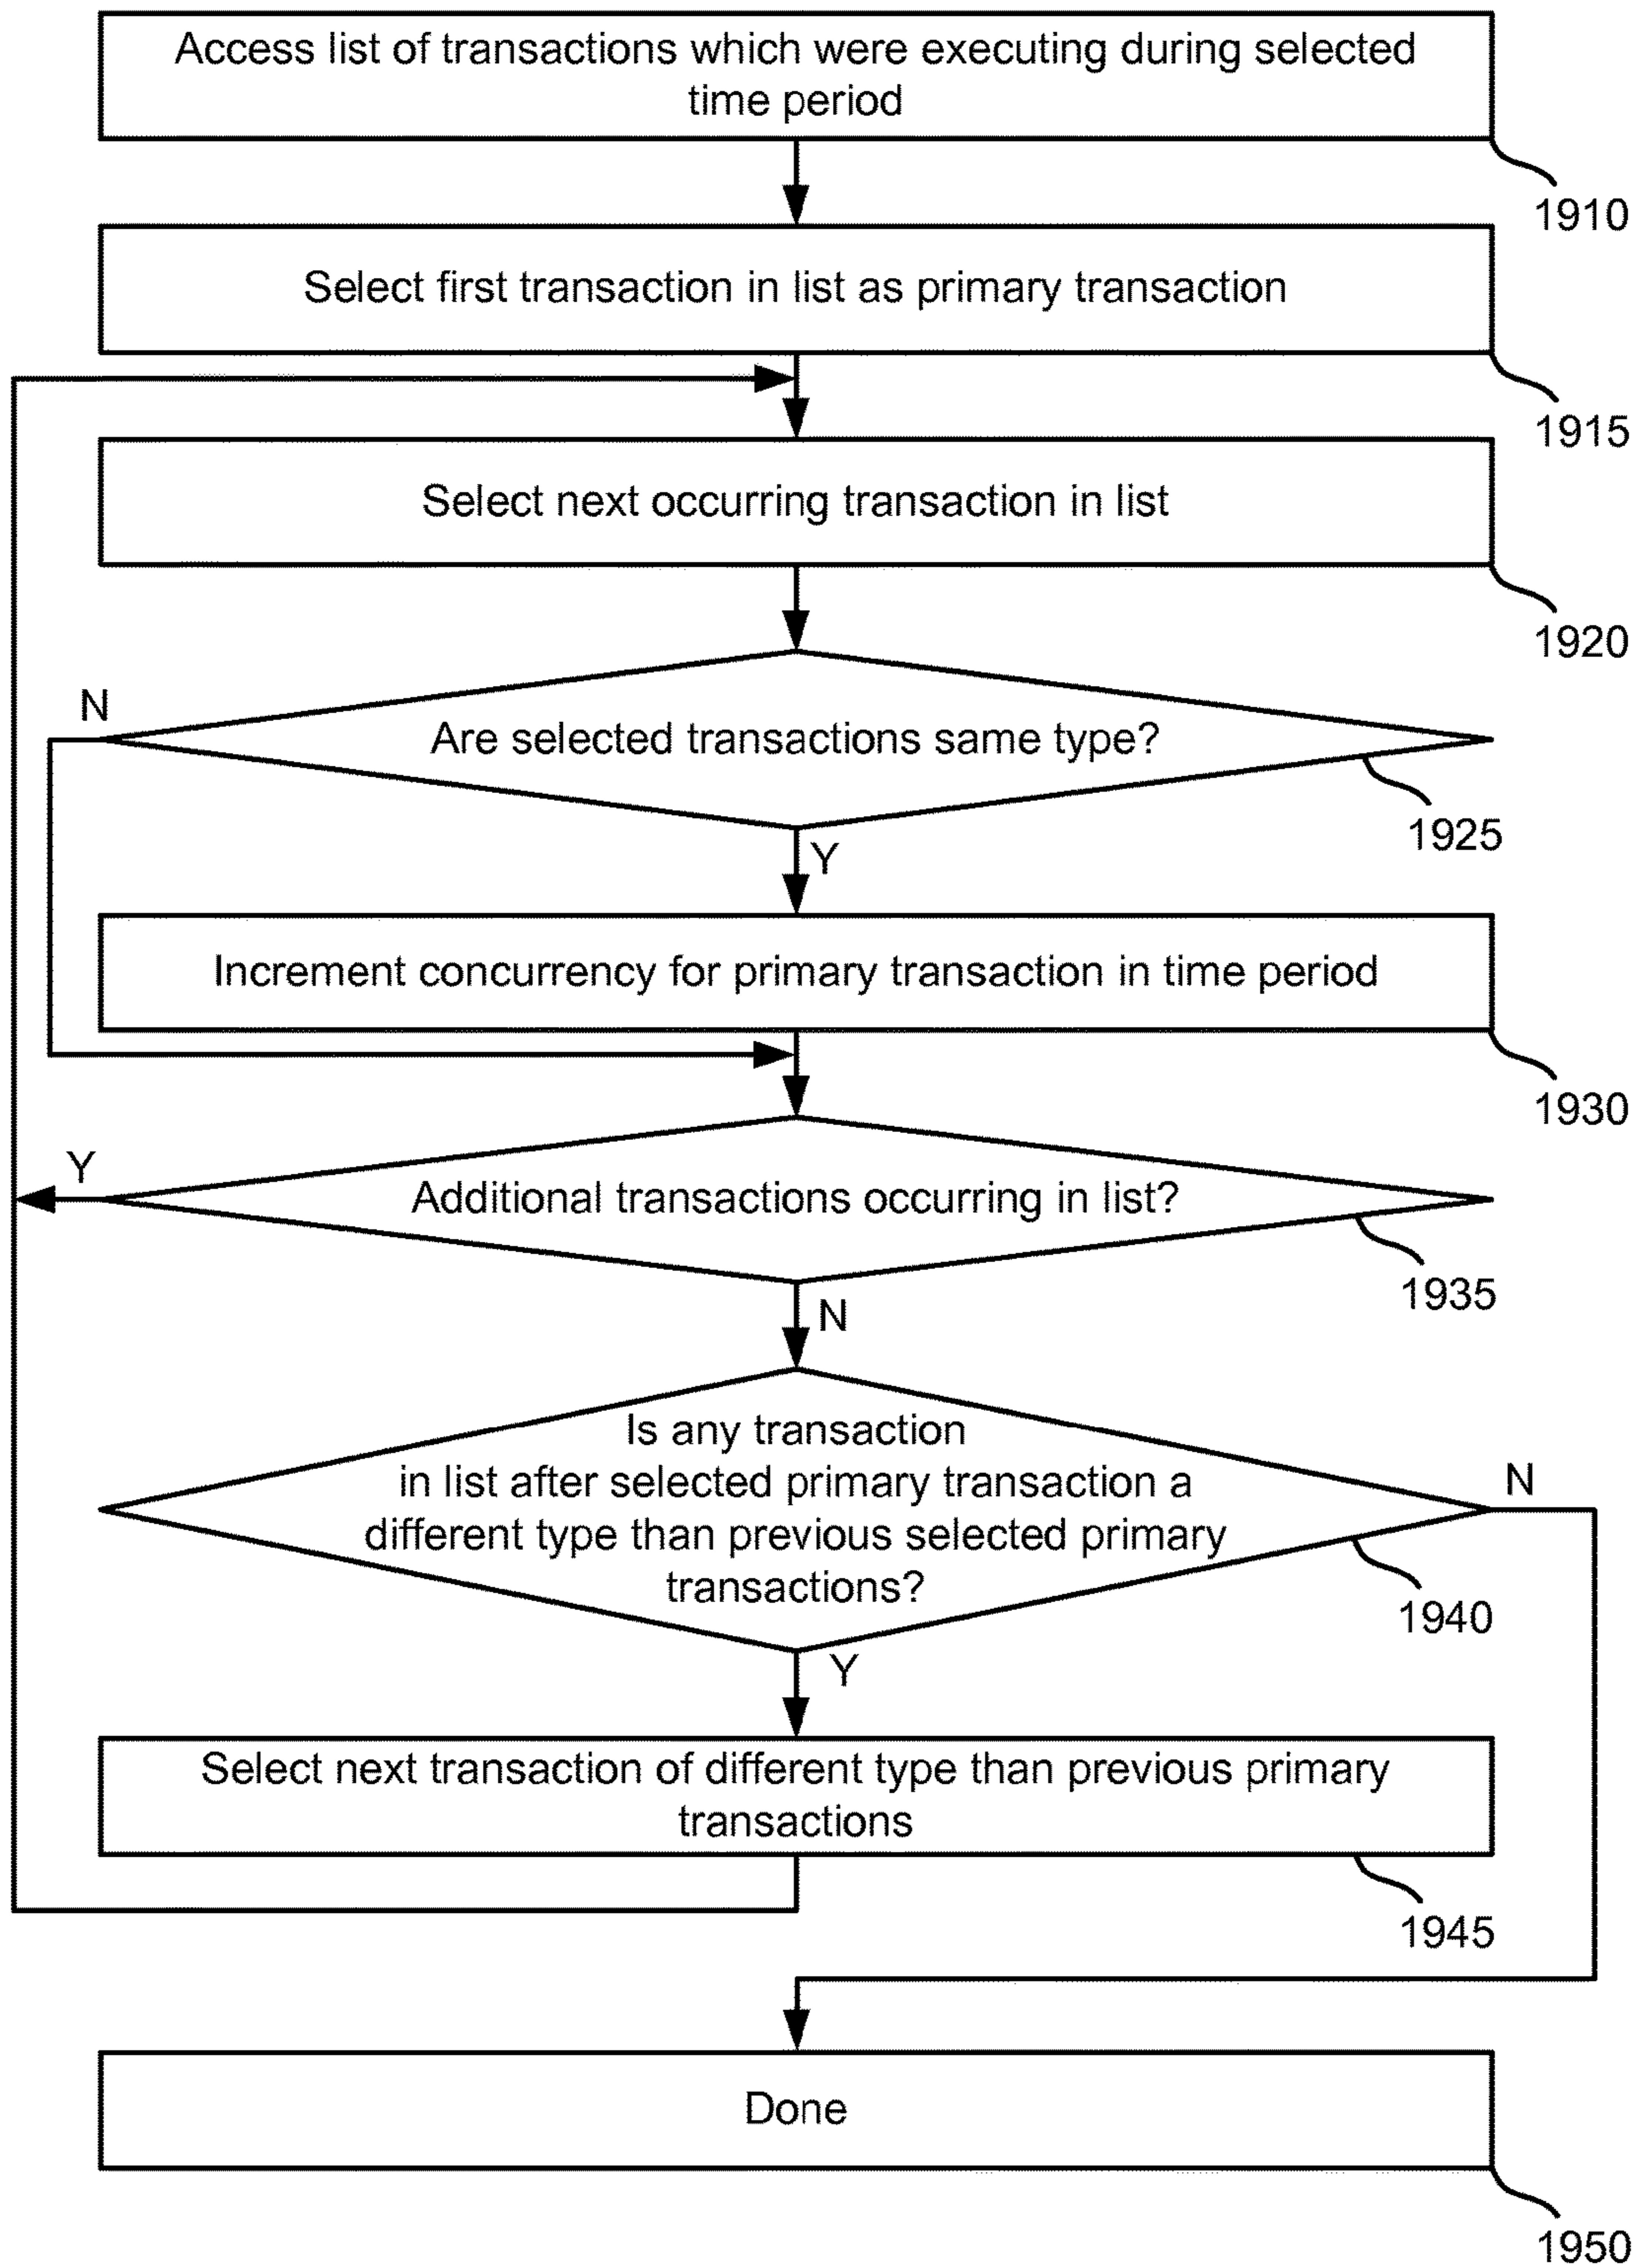 Access list of transactions which were executing during selected
time period
1910
Select first transaction in list as primary transaction
1915
Select next occurring transaction in list
1920
N
Are selected transactions same type?
1925
Y
Increment concurrency for primary transaction in time period
1930
Y
Additional transactions occurring in list?
1935
N
Is any transaction
in list after selected primary transaction a
different type than previous selected primary
transactions?
N
1940
Y
Select next transaction of different type than previous primary
transactions
1945
Done
1950